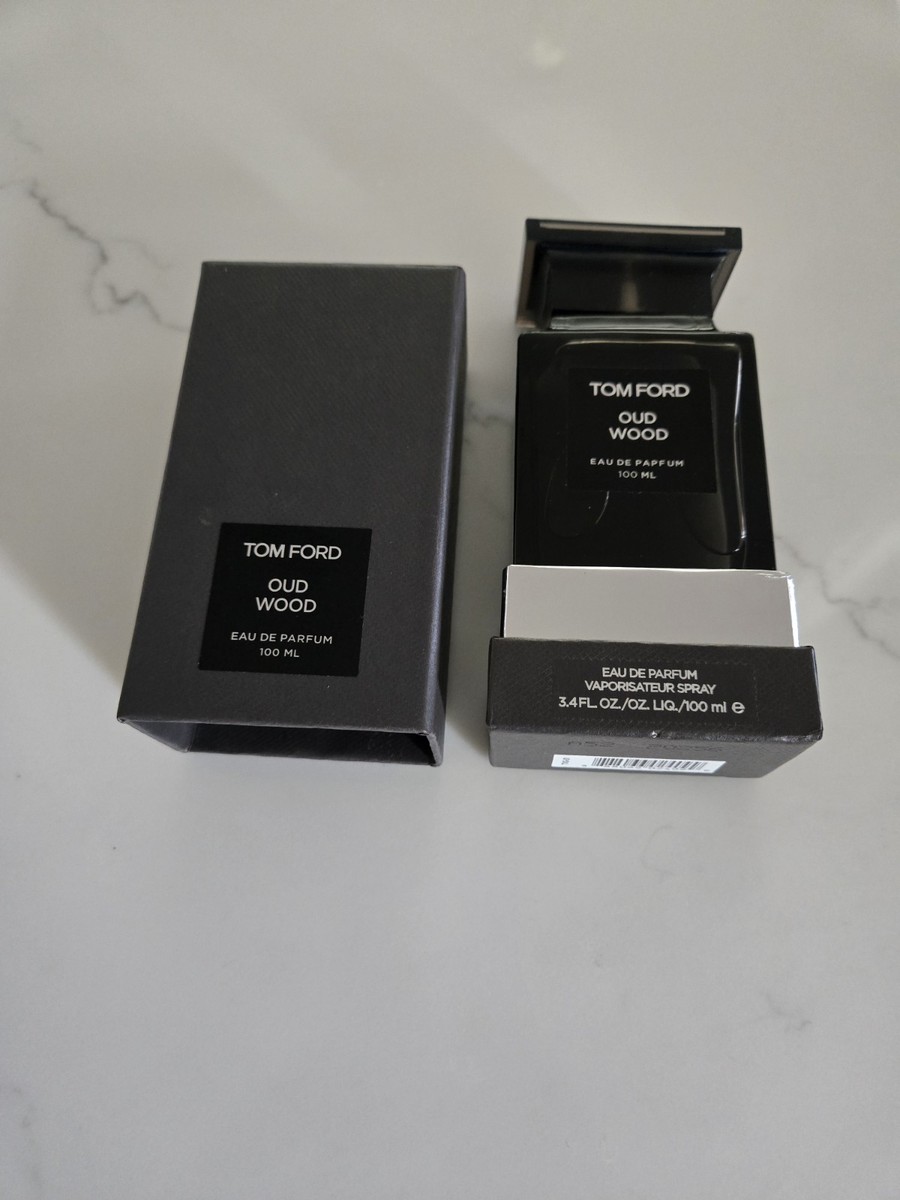 TOM FORD
OUD
WOOD
EAU DE PARFUM
100 ML
TOM FORD
OUD
WOOD
EAU DE PARFUM
100 ML
EAU DE PARFUM
VAPORISATEUR SPRAY
3.4 FL. OZ./OZ. LIQ./100 ml e